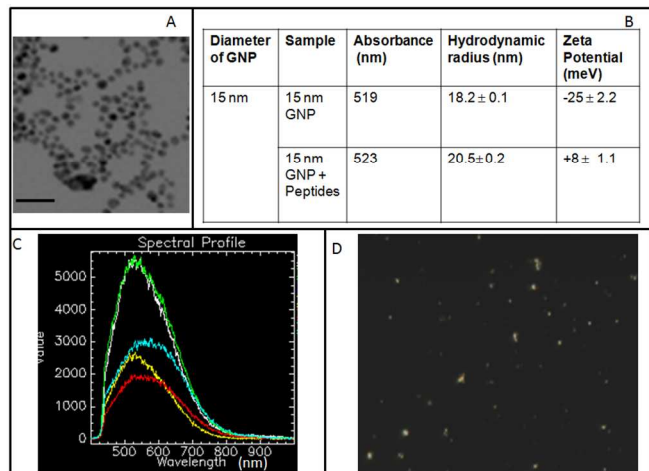 A
B
Diameter of GNP
Sample
Absorbance (nm)
Hydrodynamic radius (nm)
Zeta Potential (meV)
15 nm
15 nm GNP
519
18.2 ± 0.1
-25 ± 2.2
15 nm GNP + Peptides
523
20.5±0.2
+8 ± 1.1
C
Spectral Profile
Value
5000
4000
3000
2000
1000
0
500 600 700 800 900
Wavelength (nm)
D